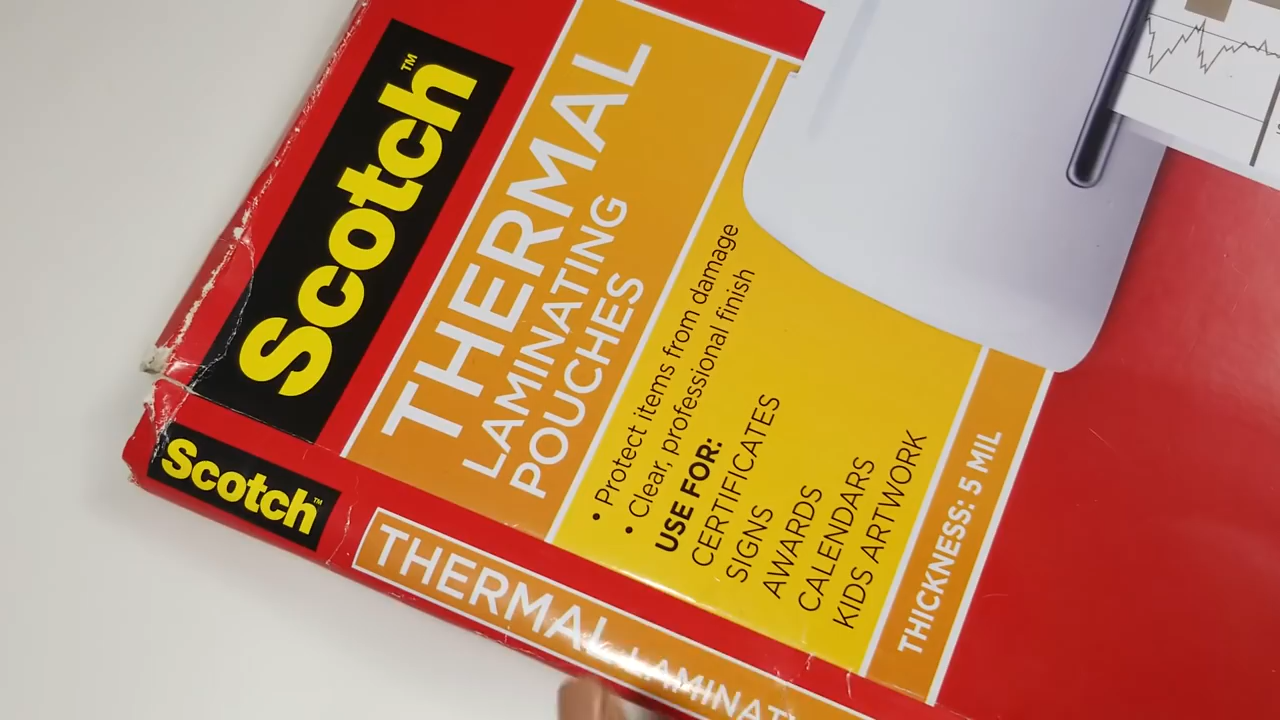 Scotch™
THERMAL
LAMINATING
POUCHES
• Protect items from damage
• Clear, professional finish
USE FOR:
CERTIFICATES
SIGNS
AWARDS
CALENDARS
KIDS ARTWORK
THICKNESS: 5 MIL
Scotch™
THERMAL LAMINATI